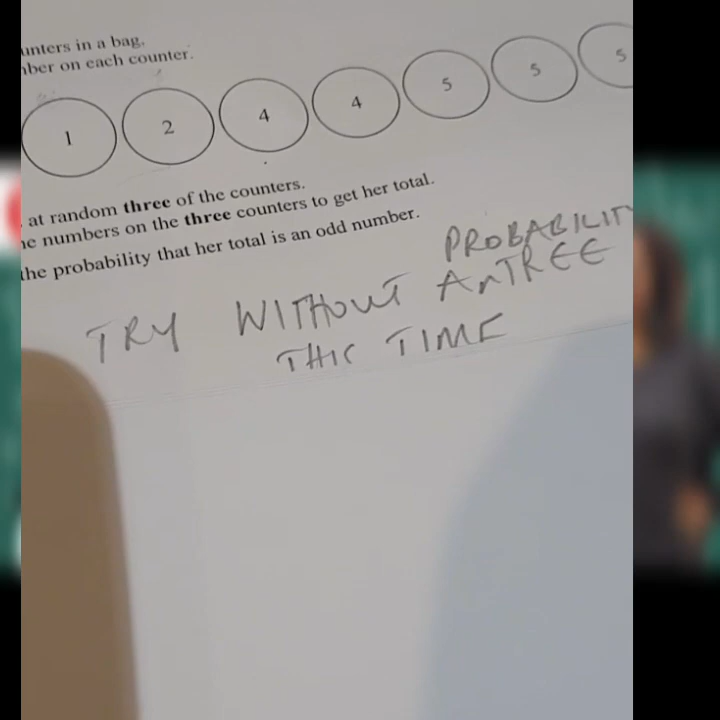 unters in a bag.
ber on each counter.
1 2 4 4 5 5 5
at random three of the counters.
e numbers on the three counters to get her total.
the probability that her total is an odd number.
PROBABILIT
TRY WITHOUT A TREE
THIS TIME